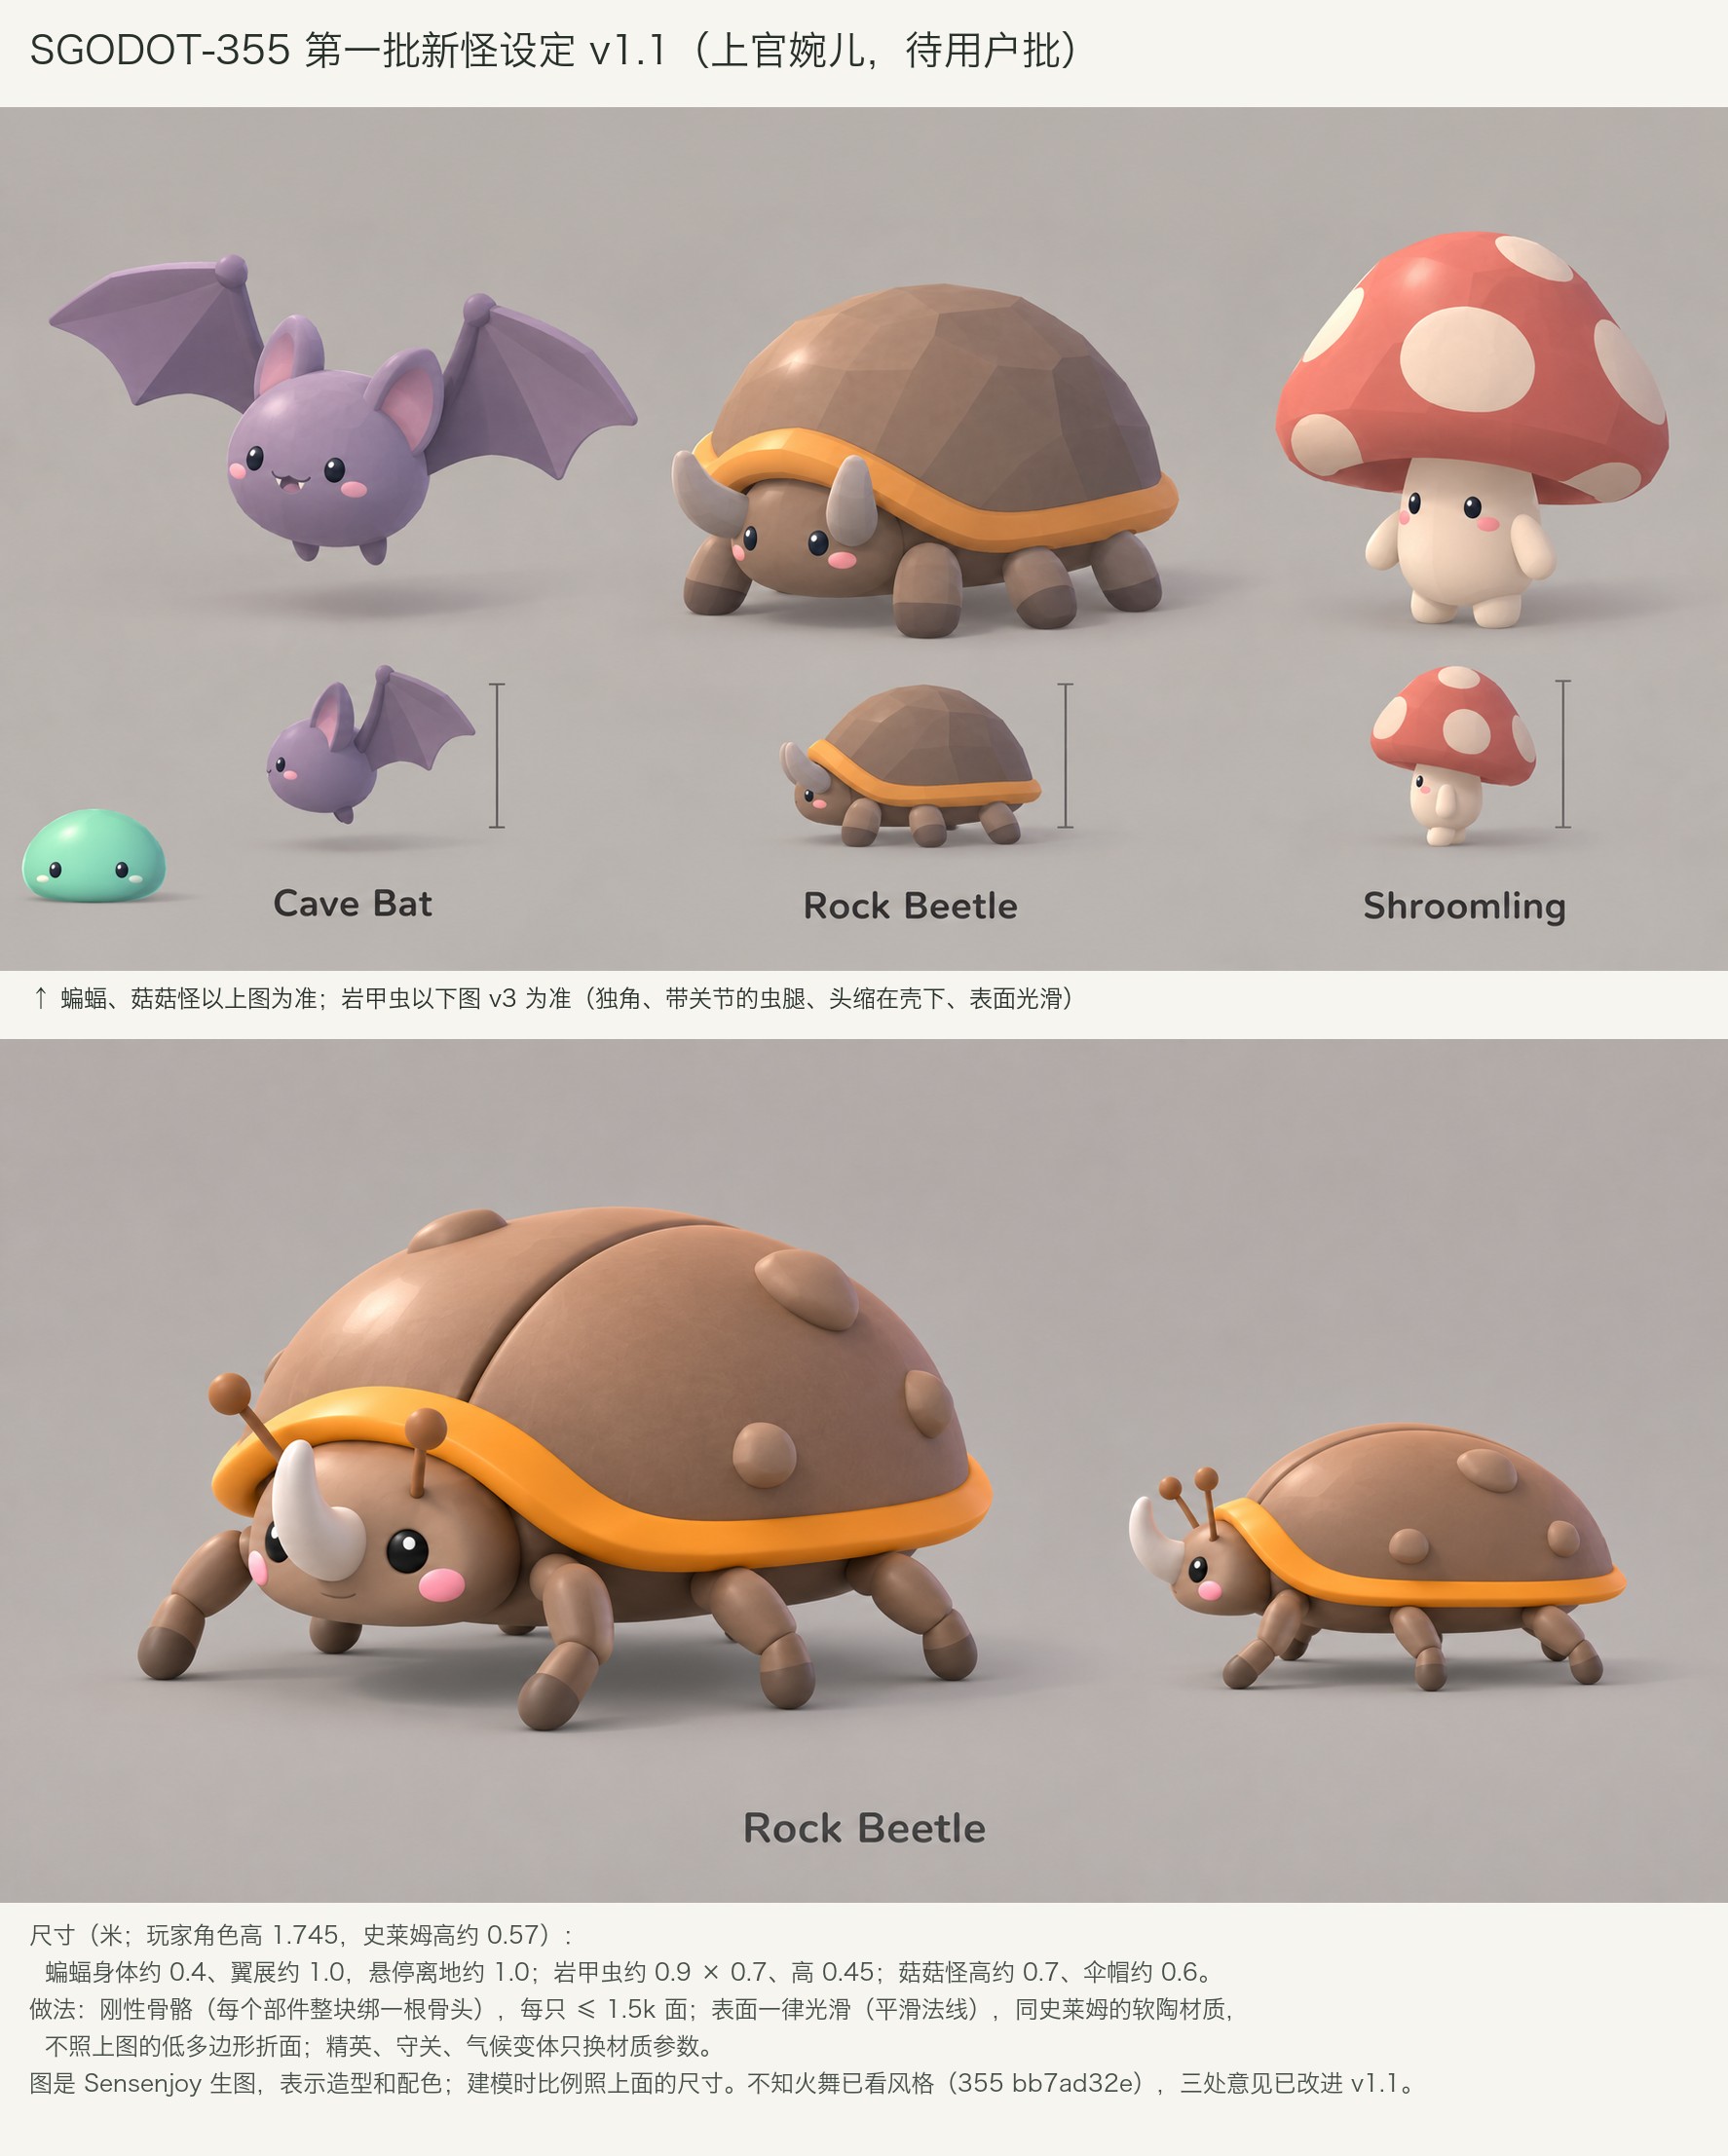 SGODOT-355 第一批新怪设定 v1.1（上官婉儿，待用户批）
Cave Bat
Rock Beetle
Shroomling
↑ 蝙蝠、菇菇怪以上图为准；岩甲虫以下图 v3 为准（独角、带关节的虫腿、头缩在壳下、表面光滑）
Rock Beetle
尺寸（米；玩家角色高 1.745，史莱姆高约 0.57）:
蝙蝠身体约 0.4、翼展约 1.0，悬停离地约 1.0；岩甲虫约 0.9 × 0.7、高 0.45；菇菇怪高约 0.7、伞帽约 0.6。
做法：刚性骨骼（每个部件整块绑一根骨头），每只 ≤ 1.5k 面；表面一律光滑（平滑法线），同史莱姆的软陶材质，
不照上图的低多边形折面；精英、守关、气候变体只换材质参数。
图是 Sensenjoy 生图，表示造型和配色；建模时比例照上面的尺寸。不知火舞已看风格（355 bb7ad32e），三处意见已改进 v1.1。